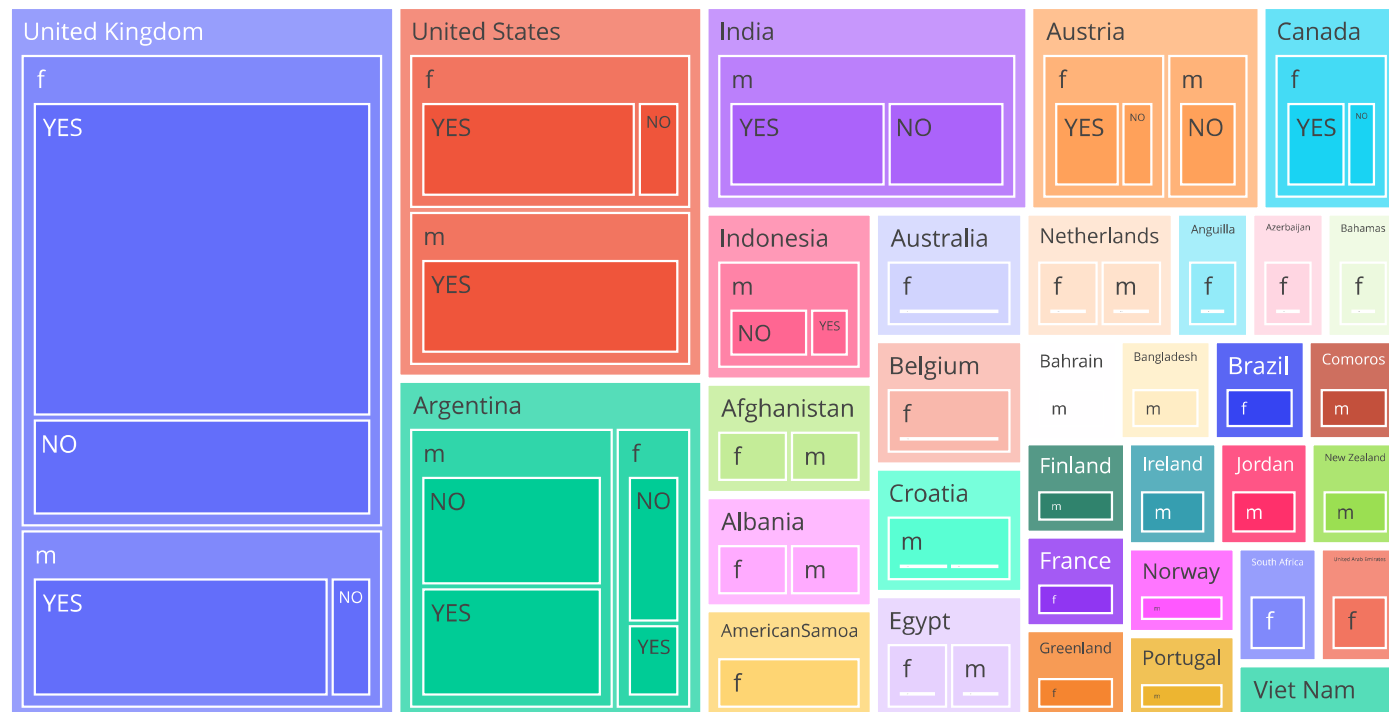 United Kingdom
f
YES
NO
m
YES
NO
United States
f
YES
NO
m
YES
Argentina
m
NO
YES
f
NO
YES
India
m
YES
NO
Austria
f
YES
NO
m
NO
Canada
f
YES
NO
Indonesia
m
NO
YES
Afghanistan
f
m
Albania
f
m
AmericanSamoa
f
Australia
f
Belgium
f
Croatia
m
Egypt
f
m
Netherlands
f
m
Anguilla
f
Azerbaijan
f
Bahamas
f
Bahrain
m
Bangladesh
m
Brazil
f
Comoros
m
Finland
m
Ireland
m
Jordan
m
New Zealand
m
France
f
Norway
m
South Africa
f
United Arab Emirates
f
Greenland
f
Portugal
m
Viet Nam